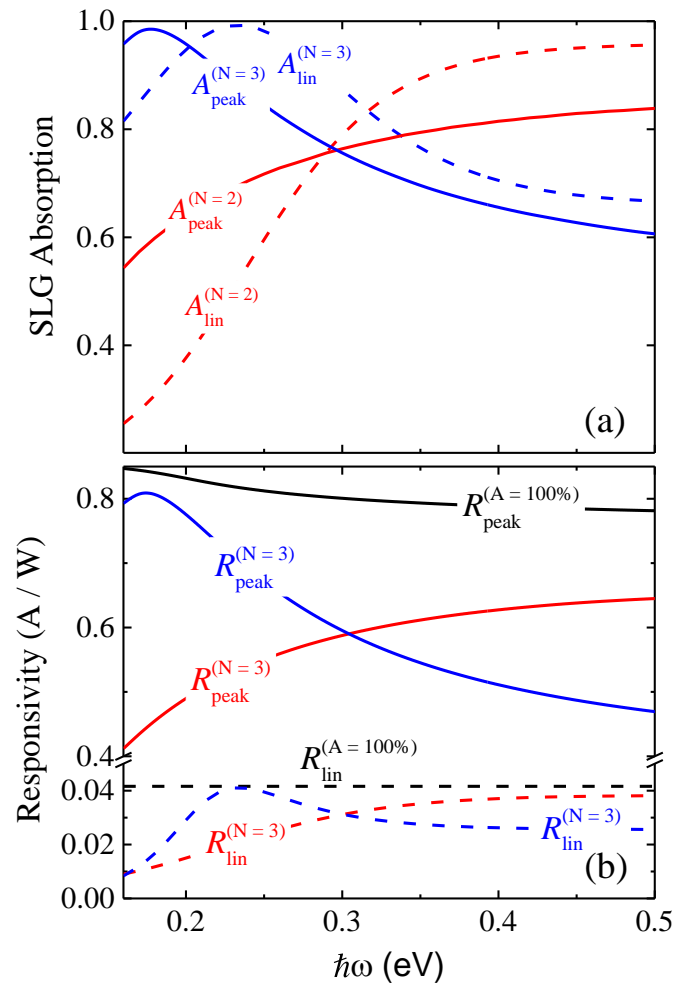 1.0
0.8
0.6
0.4
SLG Absorption
A_peak^(N = 3)
A_lin^(N = 3)
A_peak^(N = 2)
A_lin^(N = 2)
(a)
0.8
0.6
0.4
0.04
0.02
0.00
Responsivity (A / W)
R_peak^(A = 100%)
R_peak^(N = 3)
R_peak^(N = 3)
R_lin^(A = 100%)
R_lin^(N = 3)
R_lin^(N = 3)
(b)
0.2 0.3 0.4 0.5
ℏω (eV)